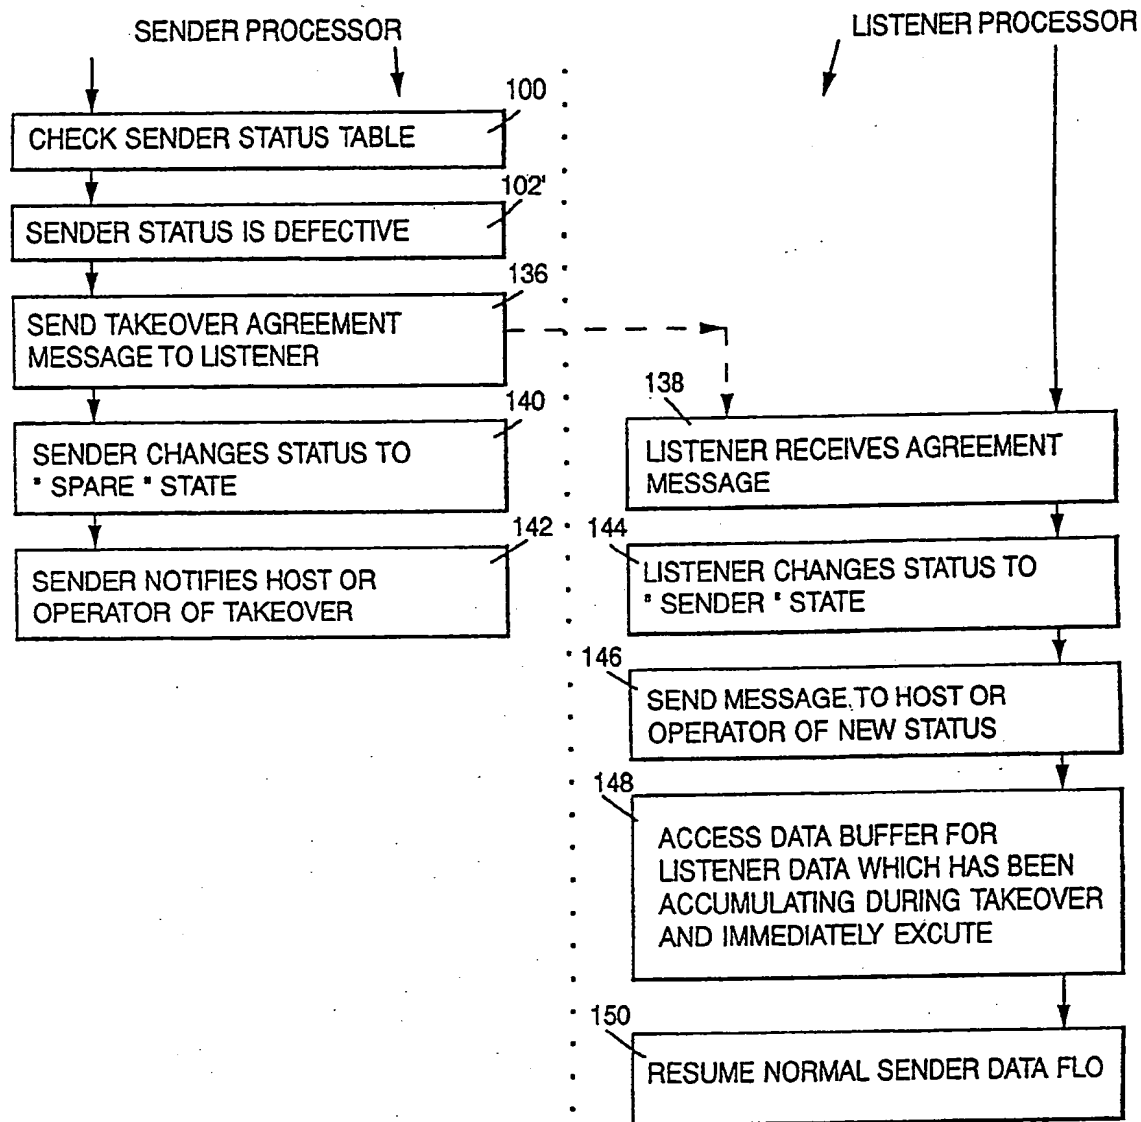 SENDER PROCESSOR
LISTENER PROCESSOR
100
CHECK SENDER STATUS TABLE
102'
SENDER STATUS IS DEFECTIVE
136
SEND TAKEOVER AGREEMENT
MESSAGE TO LISTENER
138
LISTENER RECEIVES AGREEMENT
MESSAGE
140
SENDER CHANGES STATUS TO
" SPARE " STATE
142
SENDER NOTIFIES HOST OR
OPERATOR OF TAKEOVER
144
LISTENER CHANGES STATUS TO
" SENDER " STATE
146
SEND MESSAGE TO HOST OR
OPERATOR OF NEW STATUS
148
ACCESS DATA BUFFER FOR
LISTENER DATA WHICH HAS BEEN
ACCUMULATING DURING TAKEOVER
AND IMMEDIATELY EXCUTE
150
RESUME NORMAL SENDER DATA FLO